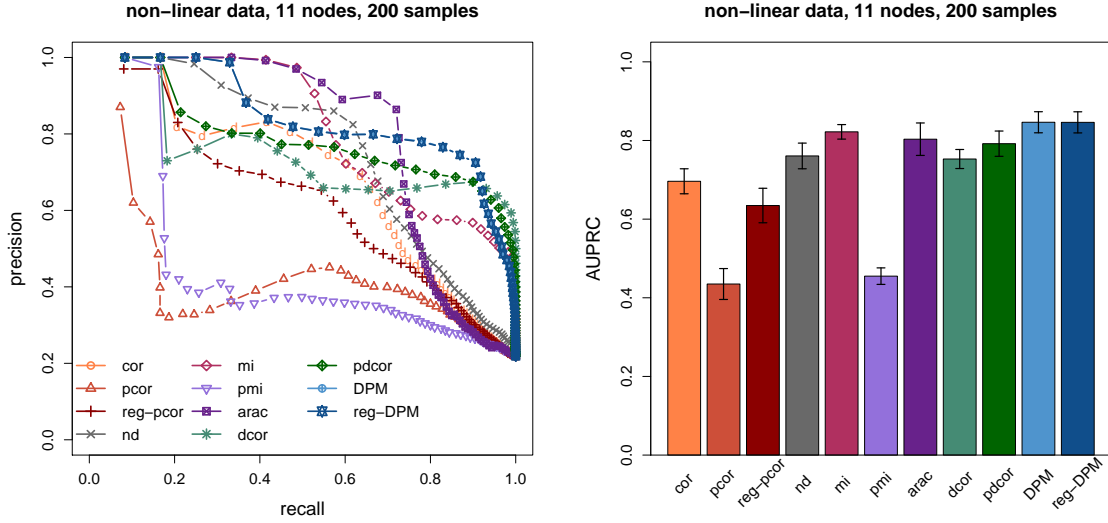 non−linear data, 11 nodes, 200 samples
precision
1.0
0.8
0.6
0.4
0.2
0.0
cor
pcor
reg−pcor
nd
mi
pmi
arac
dcor
pdcor
DPM
reg−DPM
0.0 0.2 0.4 0.6 0.8 1.0
recall
non−linear data, 11 nodes, 200 samples
AUPRC
1.0
0.8
0.6
0.4
0.2
0.0
cor
pcor
reg−pcor
nd
mi
pmi
arac
dcor
pdcor
DPM
reg−DPM